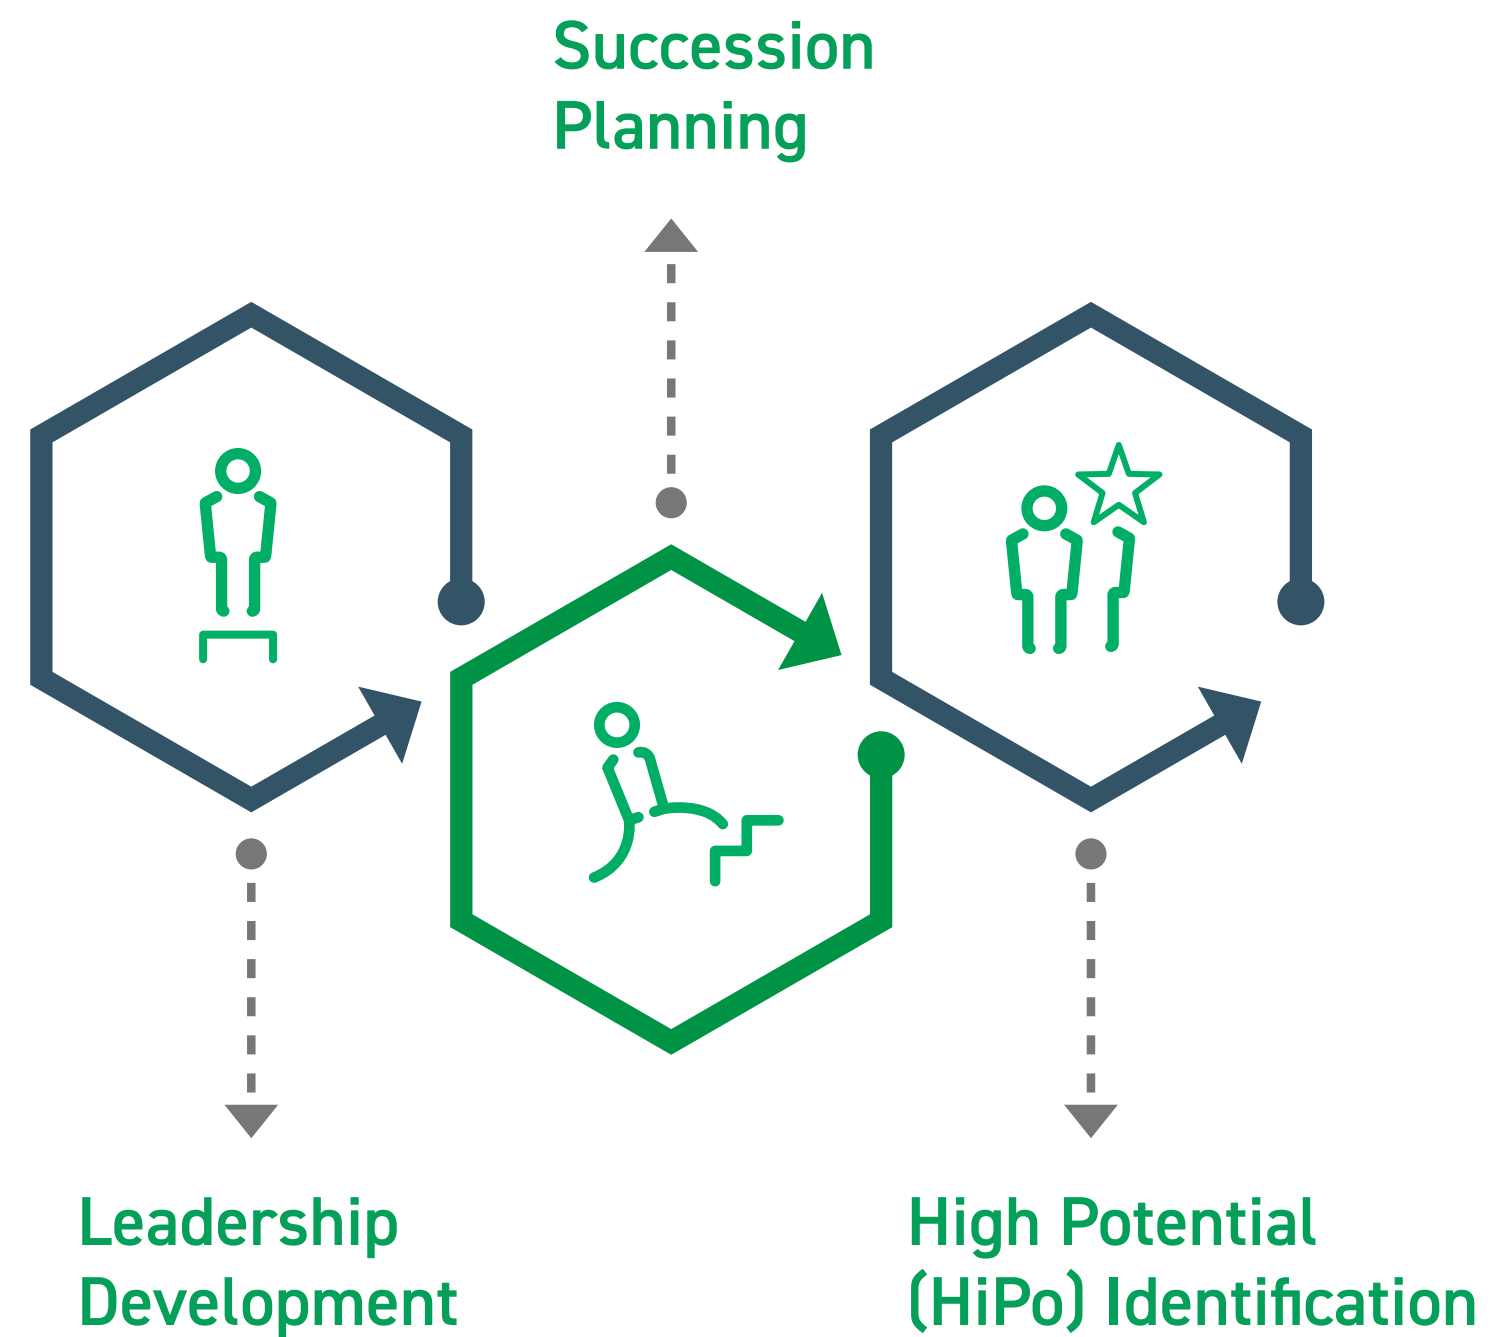 Succession
Planning
Leadership
Development
High Potential
(HiPo) Identification